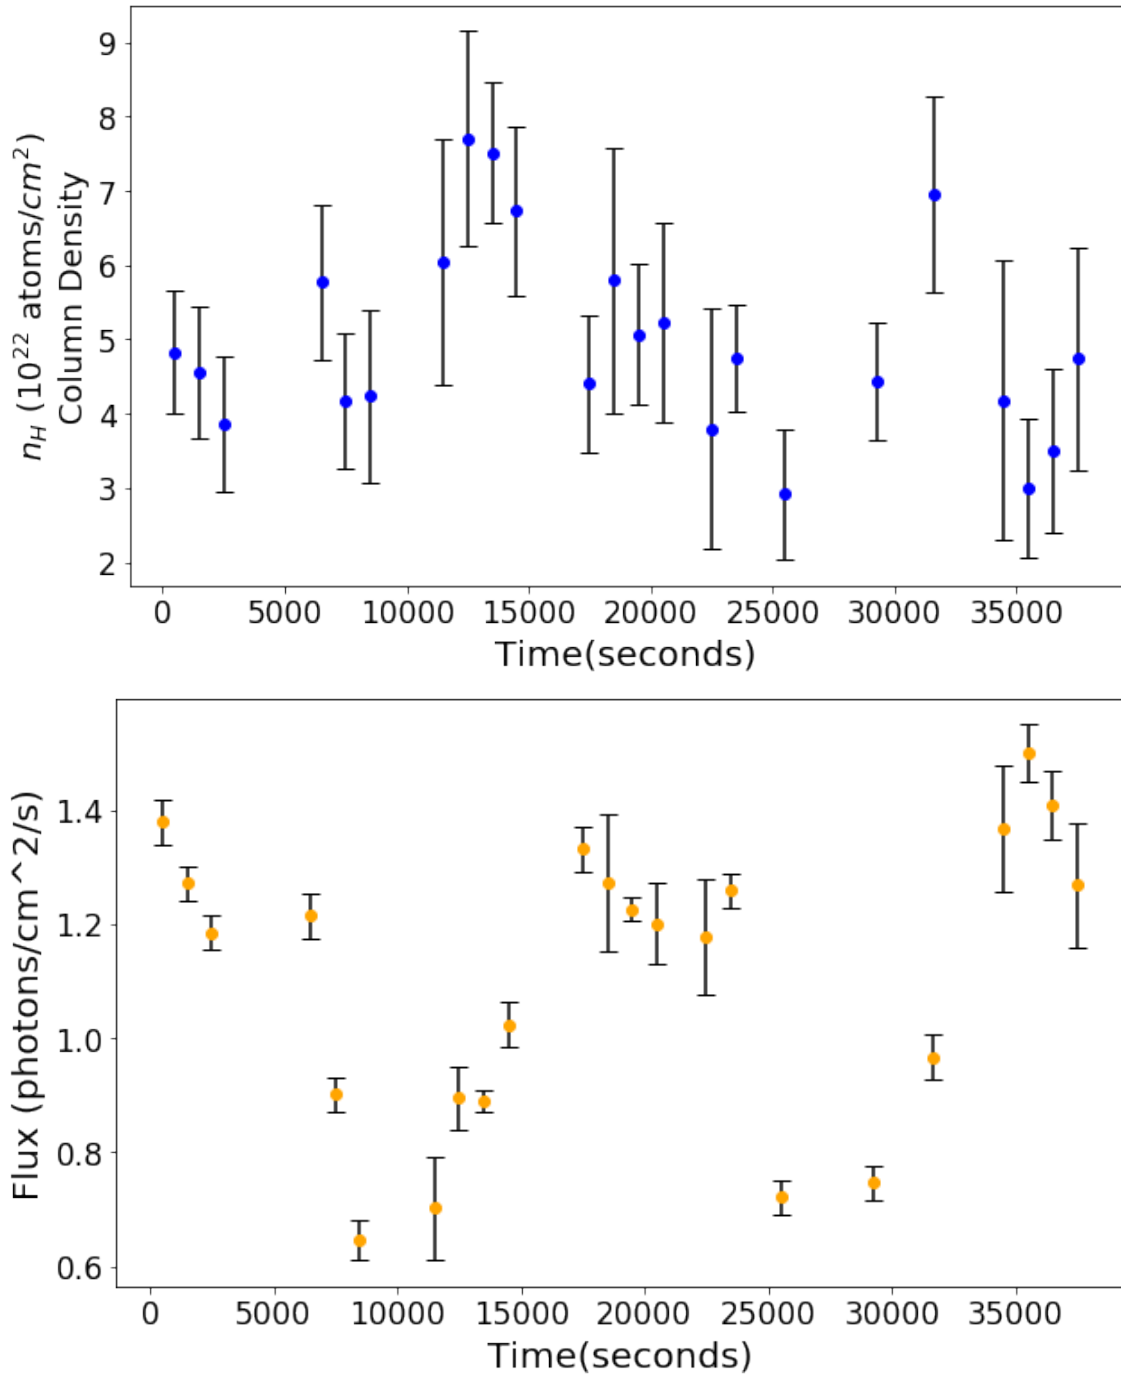 9
8
7
6
5
4
3
2
n_H (10^22 atoms/cm^2)
Column Density
0 5000 10000 15000 20000 25000 30000 35000
Time(seconds)
1.4
1.2
1.0
0.8
0.6
Flux (photons/cm^2/s)
0 5000 10000 15000 20000 25000 30000 35000
Time(seconds)